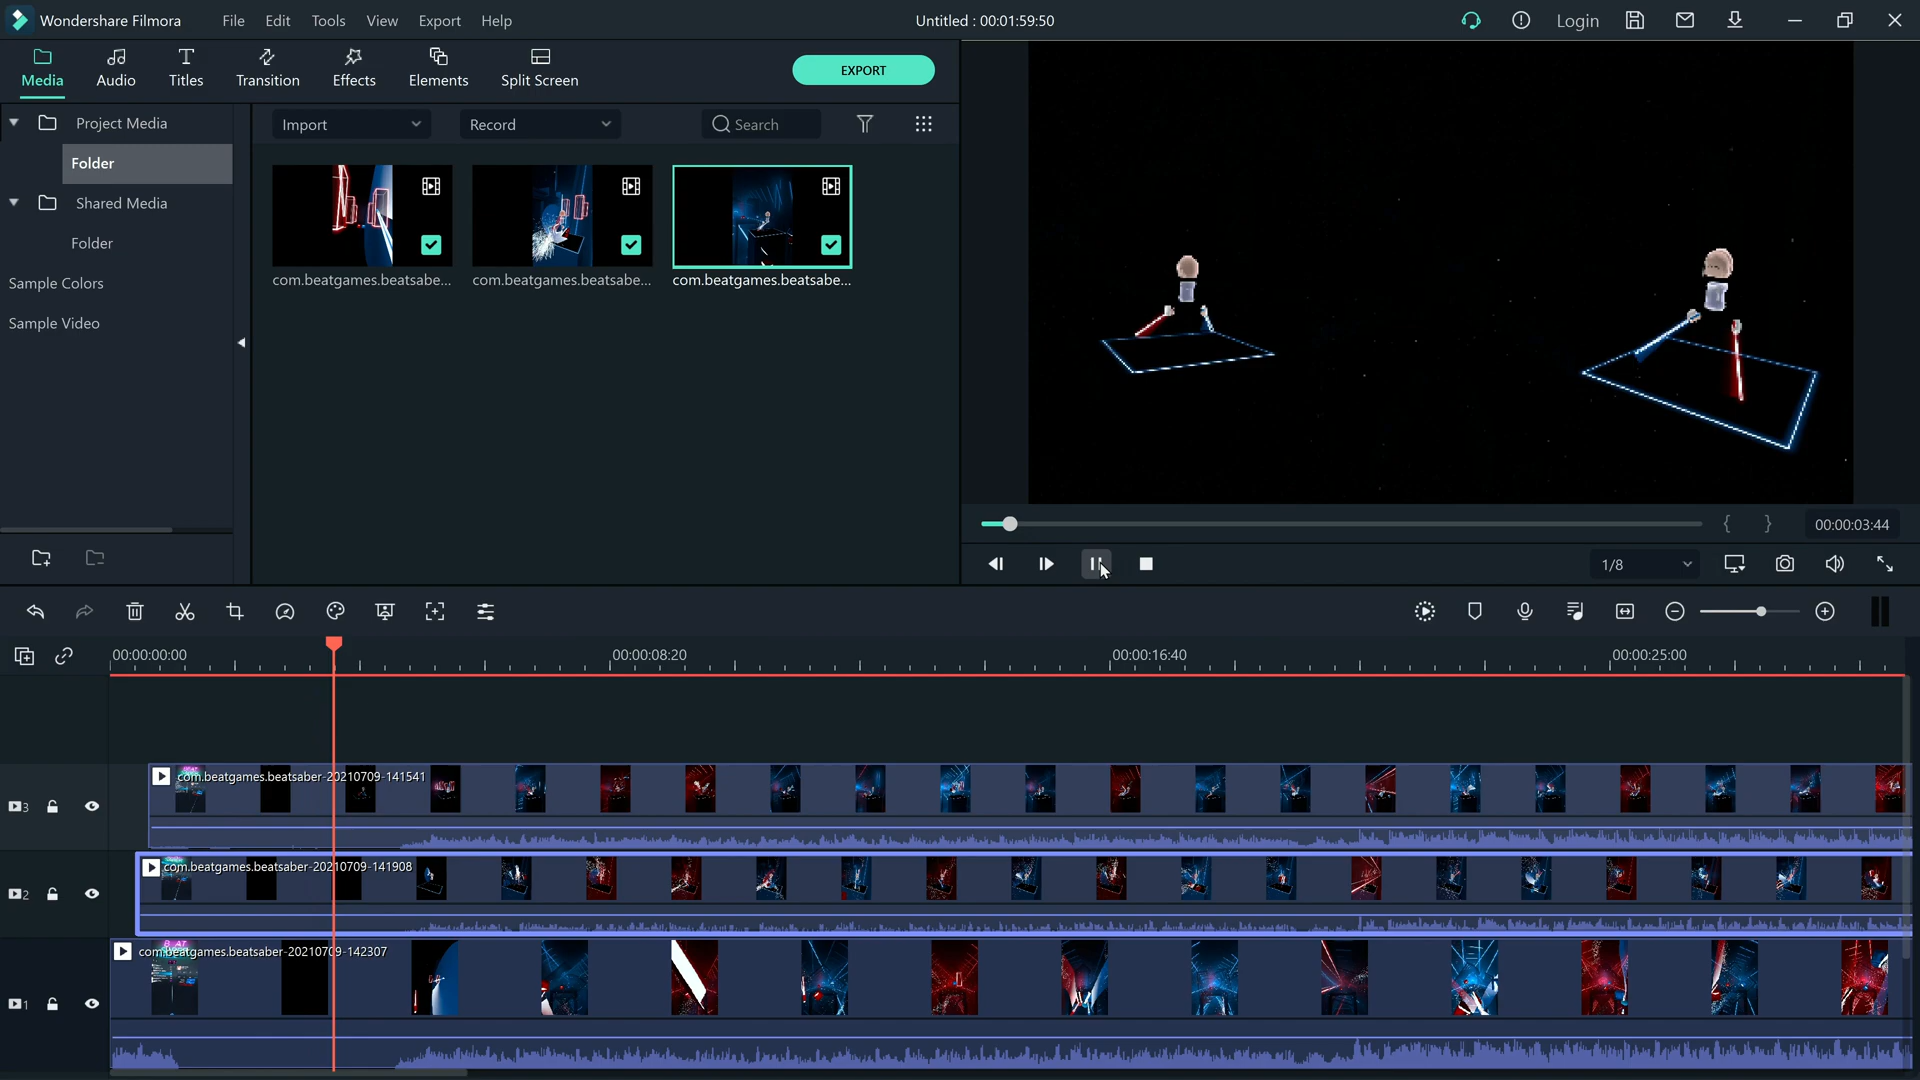 Wondershare Filmora File Edit Tools View Export Help Untitled : 00:01:59:50 Login
Media Audio Titles Transition Effects Elements Split Screen EXPORT
Project Media
Folder
Shared Media
Folder
Sample Colors
Sample Video
Import Record Search
com.beatgames.beatsabe... com.beatgames.beatsabe... com.beatgames.beatsabe...
{ } 00:00:03:44
1/8
00:00:00:00 00:00:08:20 00:00:16:40 00:00:25:00
3 com.beatgames.beatsaber-20210709-141541
2 com.beatgames.beatsaber-20210709-141908
1 com.beatgames.beatsaber-20210709-142307